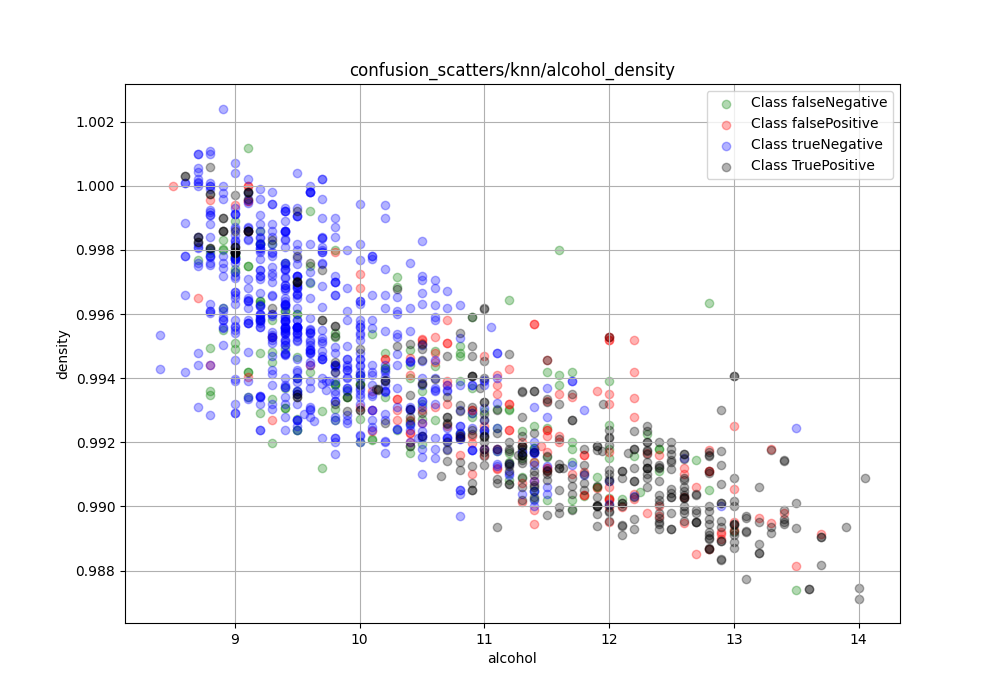 confusion_scatters/knn/alcohol_density
Class falseNegative
Class falsePositive
Class trueNegative
Class TruePositive
density
1.002
1.000
0.998
0.996
0.994
0.992
0.990
0.988
9 10 11 12 13 14
alcohol